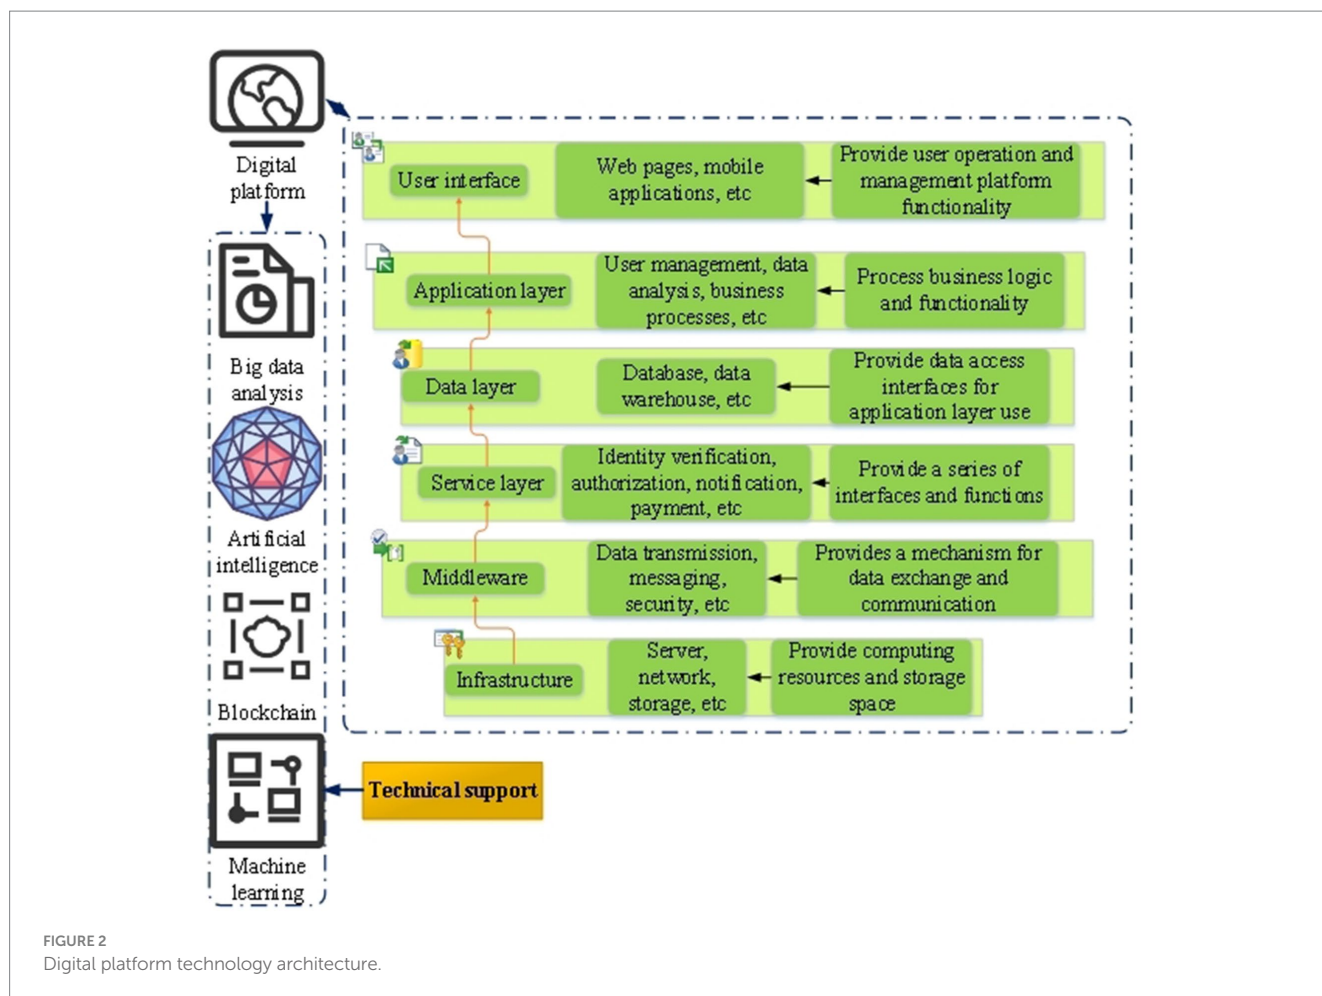 Digital
platform
Big data
analysis
Artificial
intelligence
Blockchain
Machine
learning
User interface
Web pages, mobile
applications, etc
Provide user operation and
management platform
functionality
Application layer
User management, data
analysis, business
processes, etc
Process business logic
and functionality
Data layer
Database, data
warehouse, etc
Provide data access
interfaces for
application layer use
Service layer
Identity verification,
authorization, notification,
payment, etc
Provide a series of
interfaces and functions
Middleware
Data transmission,
messaging,
security, etc
Provides a mechanism for
data exchange and
communication
Infrastructure
Server,
network,
storage, etc
Provide computing
resources and storage
space
Technical support
FIGURE 2
Digital platform technology architecture.